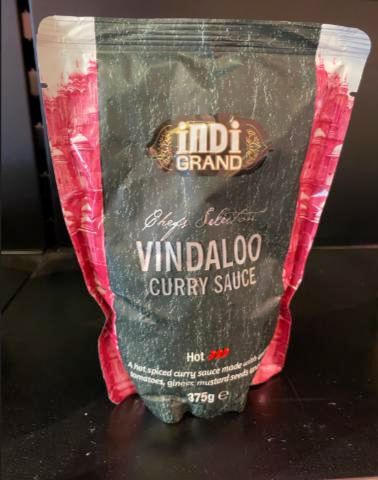 inDi
GRAND
Chef's Selection
VINDALOO
CURRY SAUCE
Hot
A hot spiced curry sauce made with
tomatoes, ginger, mustard seeds and
375g e